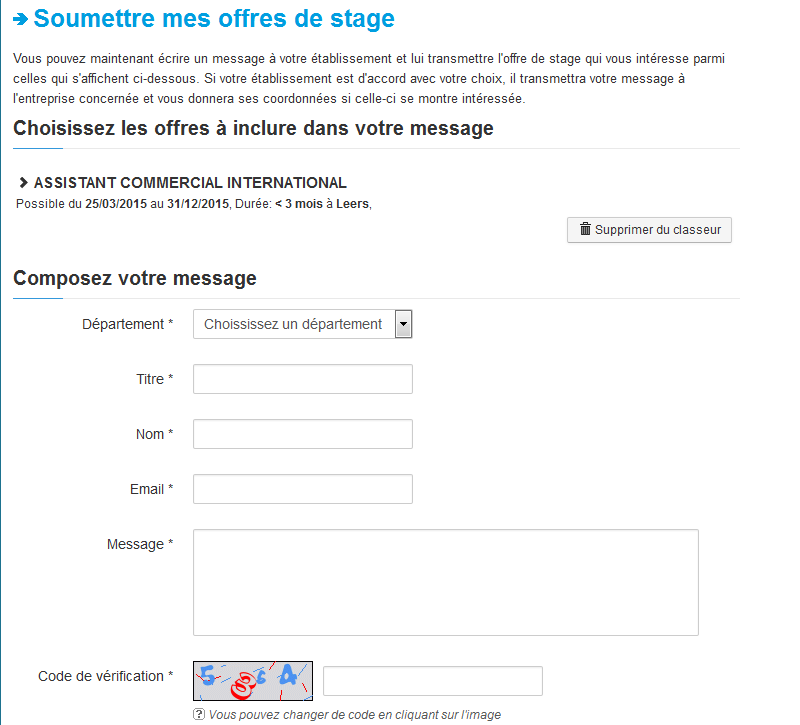 Soumettre mes offres de stage
Vous pouvez maintenant écrire un message à votre établissement et lui transmettre l'offre de stage qui vous intéresse parmi
celles qui s'affichent ci-dessous. Si votre établissement est d'accord avec votre choix, il transmettra votre message à
l'entreprise concernée et vous donnera ses coordonnées si celle-ci se montre intéressée.
Choisissez les offres à inclure dans votre message
ASSISTANT COMMERCIAL INTERNATIONAL
Possible du 25/03/2015 au 31/12/2015, Durée: < 3 mois à Leers,
Supprimer du classeur
Composez votre message
Département *
Choississez un département
Titre *
Nom *
Email *
Message *
Code de vérification *
? Vous pouvez changer de code en cliquant sur l'image